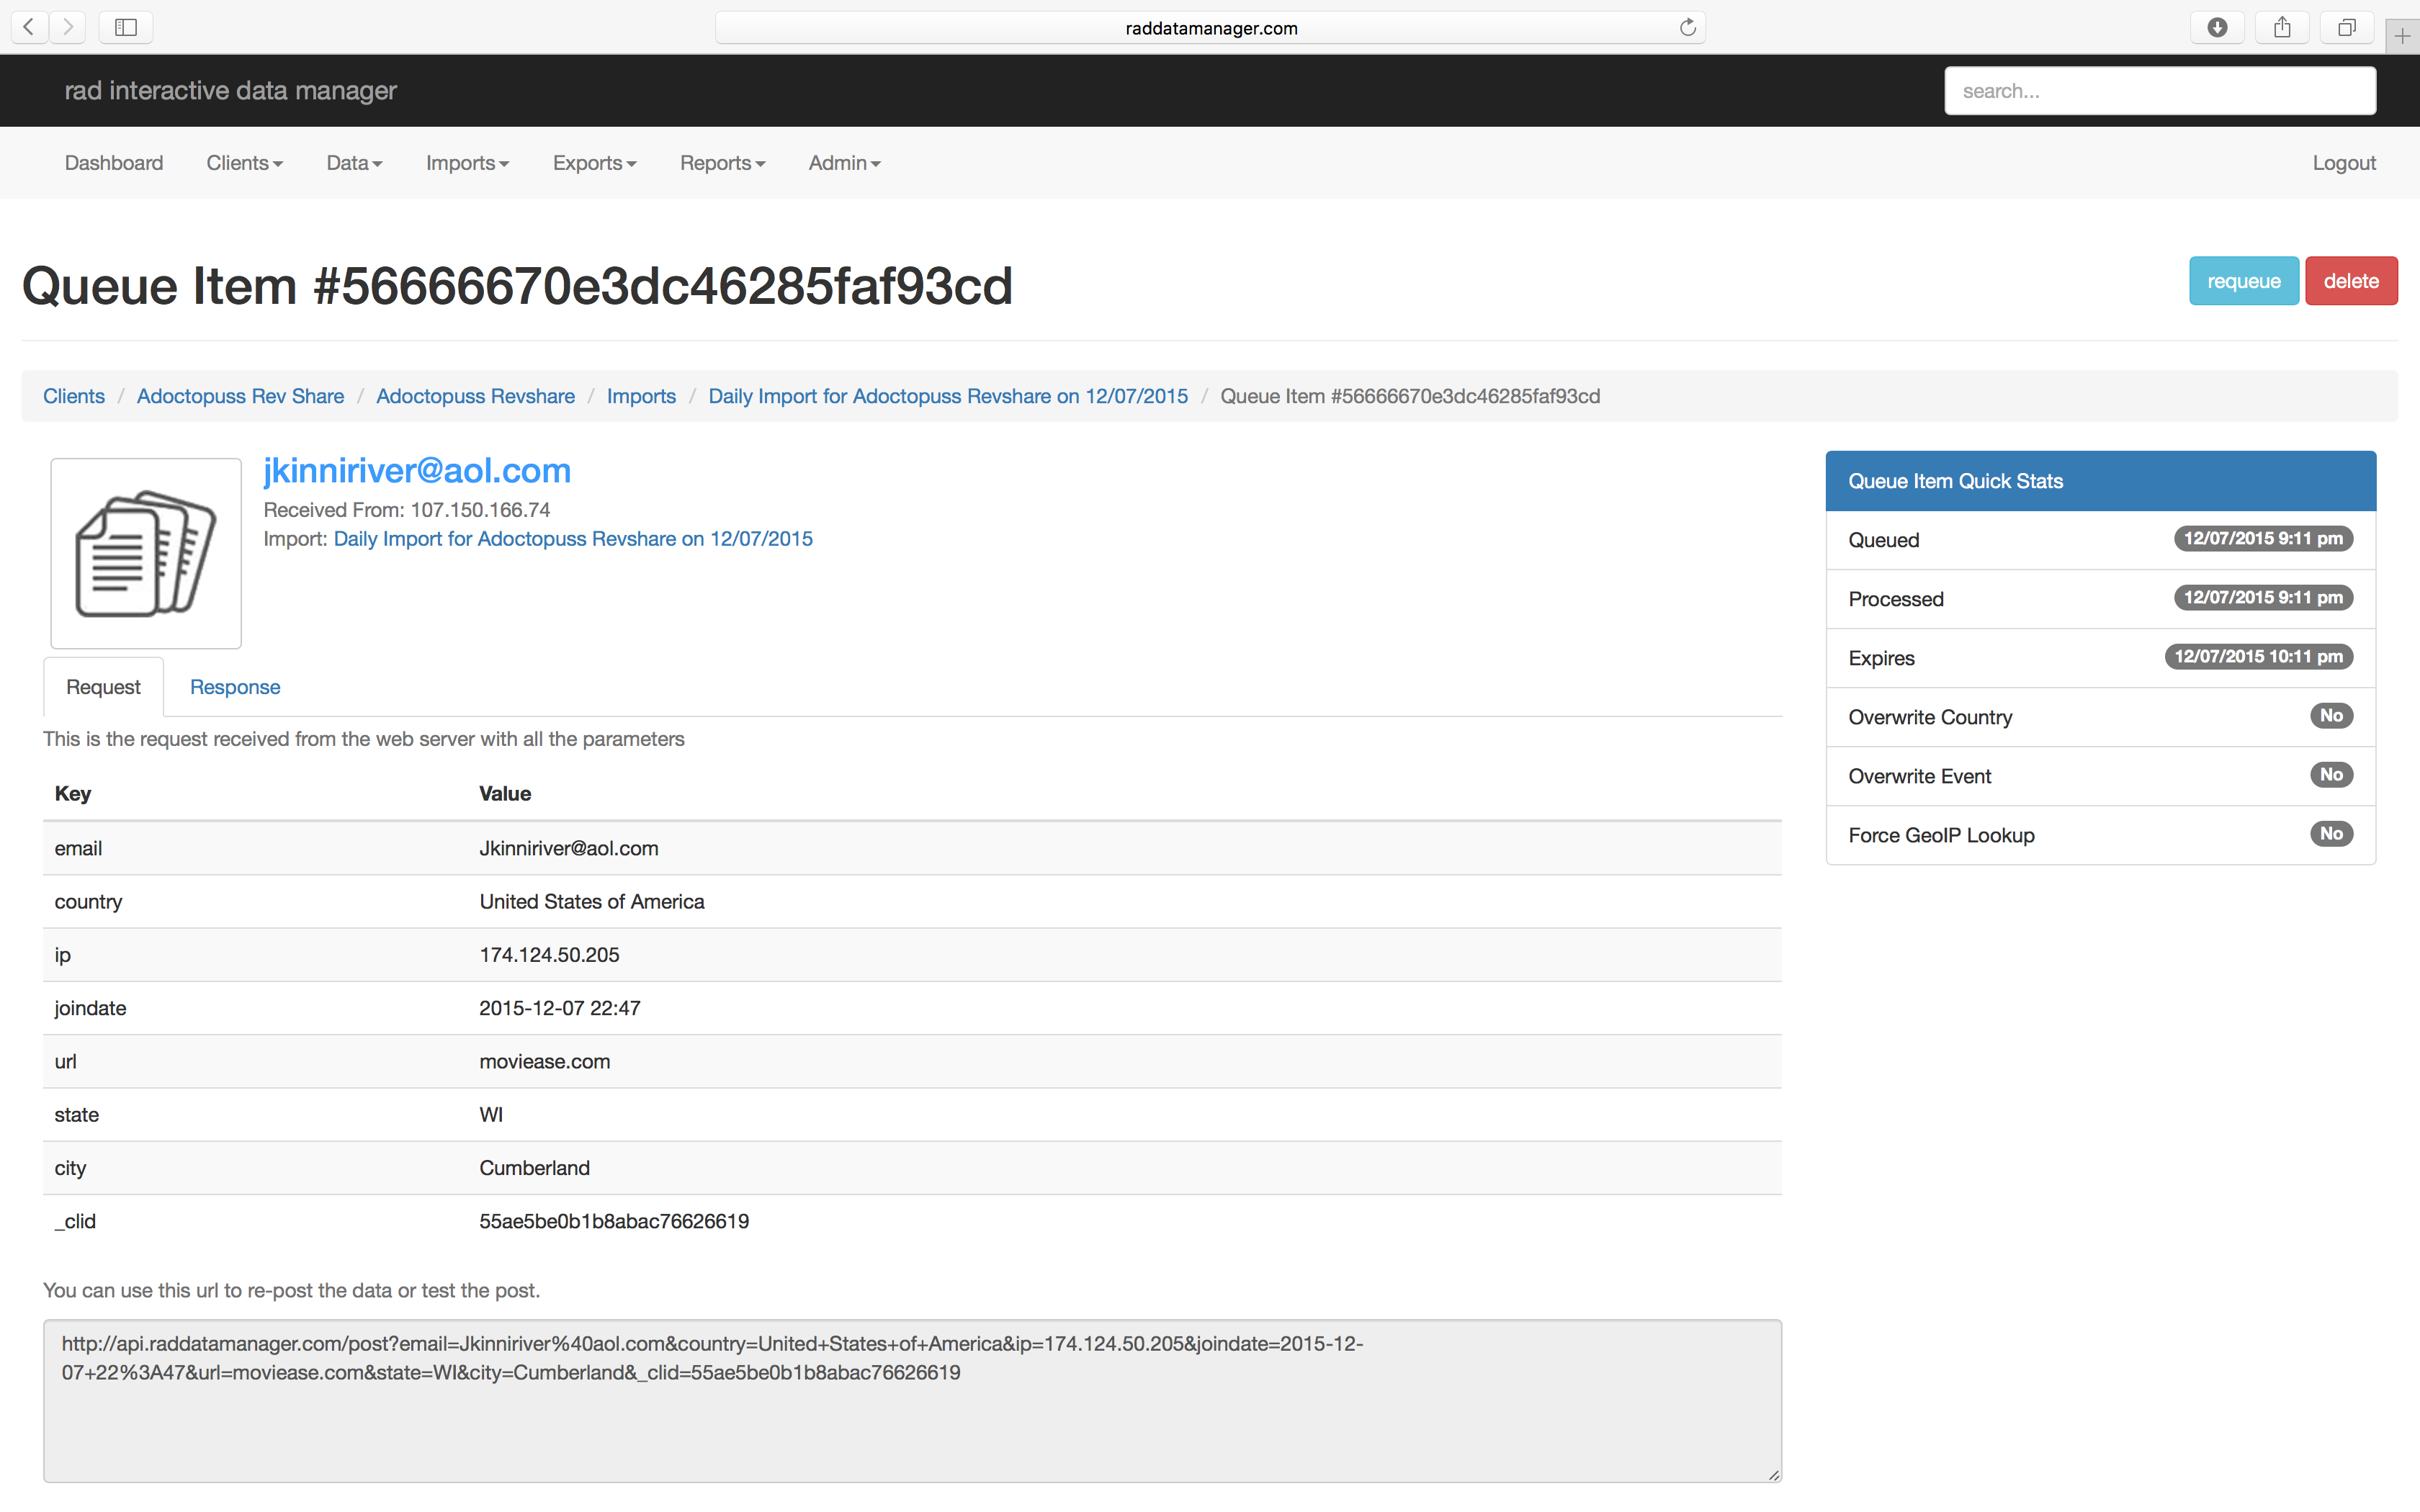 raddatamanager.com
rad interactive data manager
search...
Dashboard Clients Data Imports Exports Reports Admin Logout
Queue Item #56666670e3dc46285faf93cd
requeue delete
Clients / Adoctopuss Rev Share / Adoctopuss Revshare / Imports / Daily Import for Adoctopuss Revshare on 12/07/2015 / Queue Item #56666670e3dc46285faf93cd
jkinniriver@aol.com
Received From: 107.150.166.74
Import: Daily Import for Adoctopuss Revshare on 12/07/2015
Request Response
This is the request received from the web server with all the parameters
Key Value
email Jkinniriver@aol.com
country United States of America
ip 174.124.50.205
joindate 2015-12-07 22:47
url moviease.com
state WI
city Cumberland
_clid 55ae5be0b1b8abac76626619
You can use this url to re-post the data or test the post.
http://api.raddatamanager.com/post?email=Jkinniriver%40aol.com&country=United+States+of+America&ip=174.124.50.205&joindate=2015-12-
07+22%3A47&url=moviease.com&state=WI&city=Cumberland&_clid=55ae5be0b1b8abac76626619
Queue Item Quick Stats
Queued 12/07/2015 9:11 pm
Processed 12/07/2015 9:11 pm
Expires 12/07/2015 10:11 pm
Overwrite Country No
Overwrite Event No
Force GeoIP Lookup No